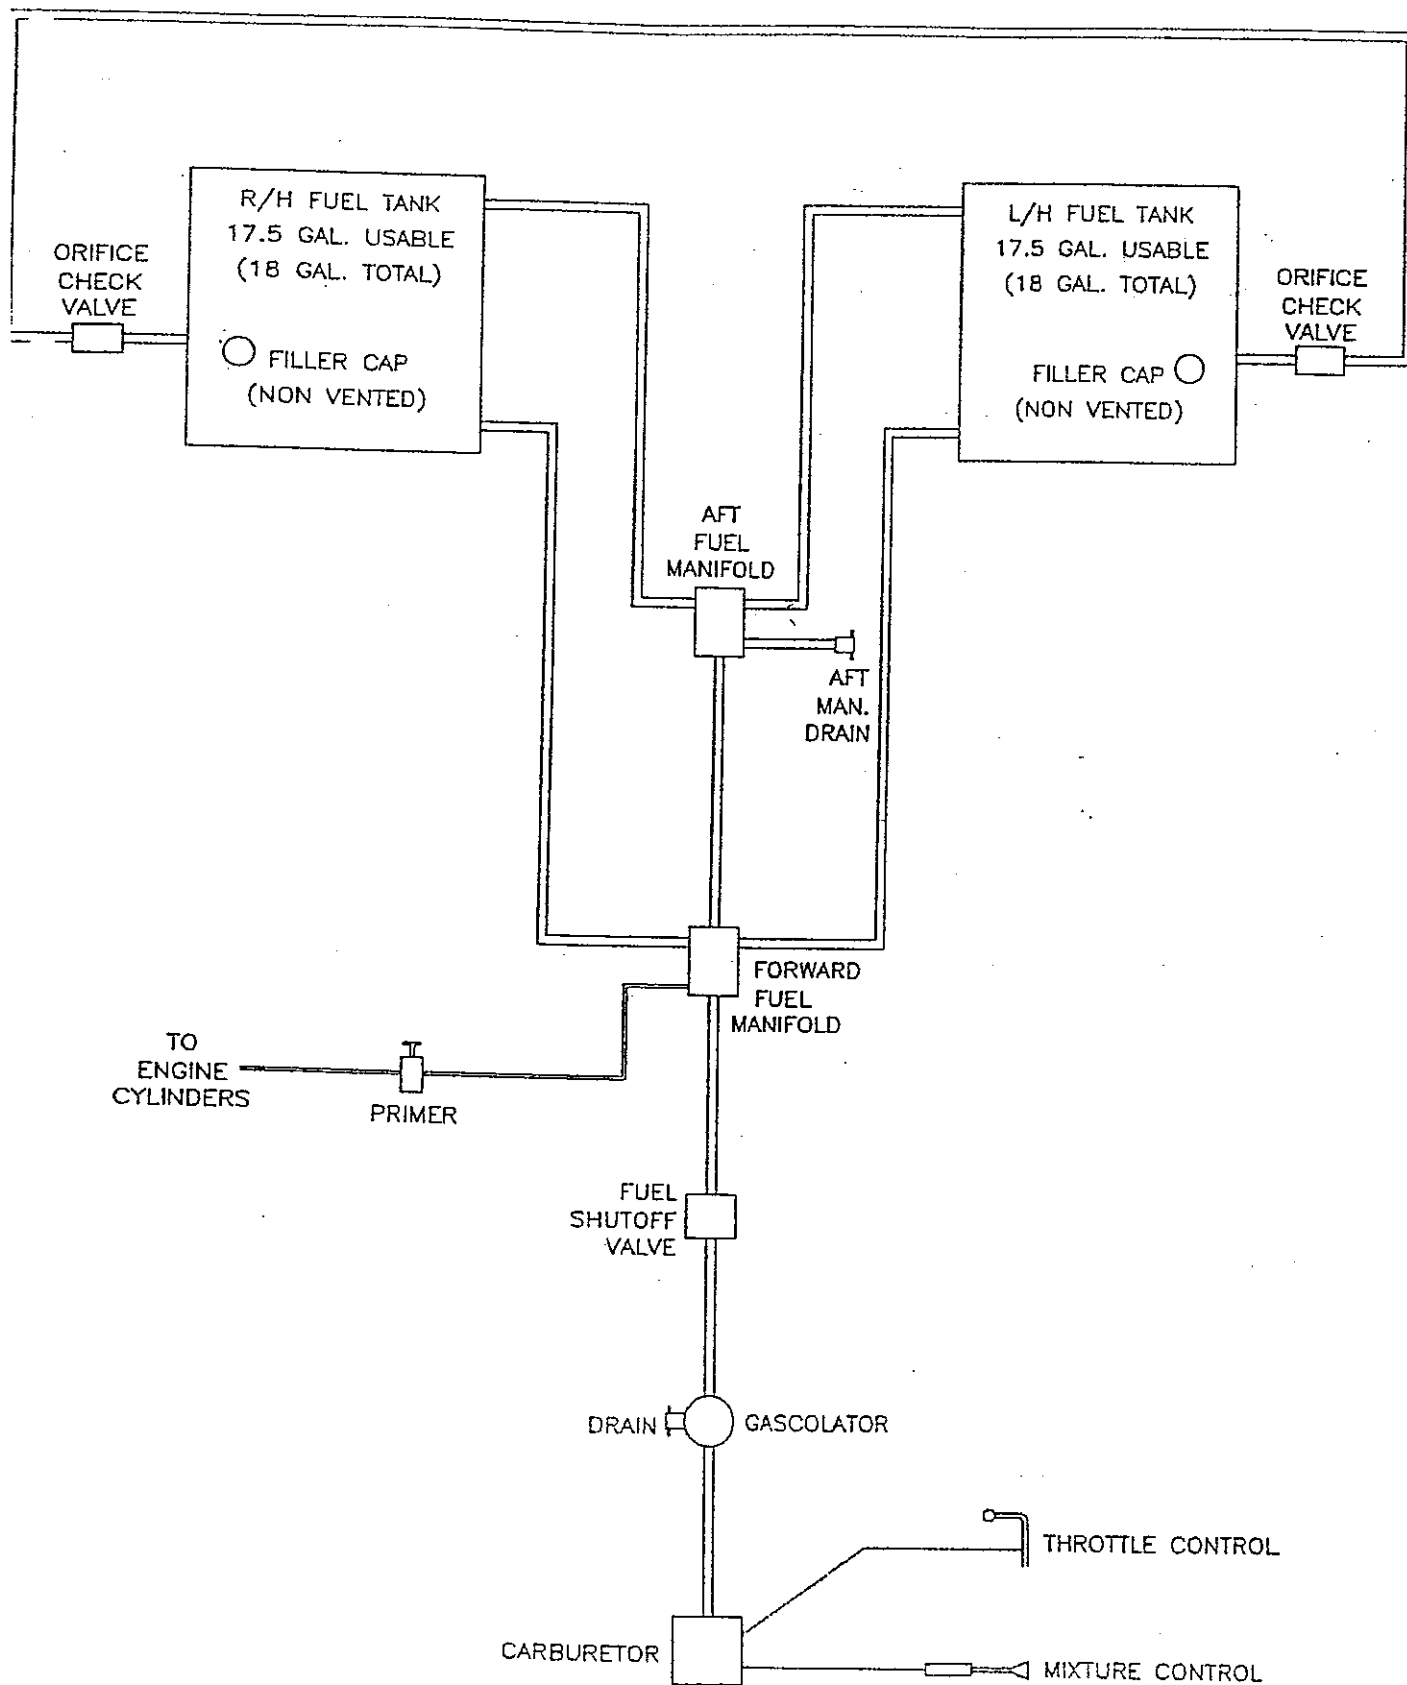 R/H FUEL TANK
17.5 GAL. USABLE
(18 GAL. TOTAL)
FILLER CAP
(NON VENTED)
ORIFICE
CHECK
VALVE
L/H FUEL TANK
17.5 GAL. USABLE
(18 GAL. TOTAL)
FILLER CAP
(NON VENTED)
ORIFICE
CHECK
VALVE
AFT
FUEL
MANIFOLD
AFT
MAN.
DRAIN
FORWARD
FUEL
MANIFOLD
TO
ENGINE
CYLINDERS
PRIMER
FUEL
SHUTOFF
VALVE
DRAIN
GASCOLATOR
THROTTLE CONTROL
CARBURETOR
MIXTURE CONTROL